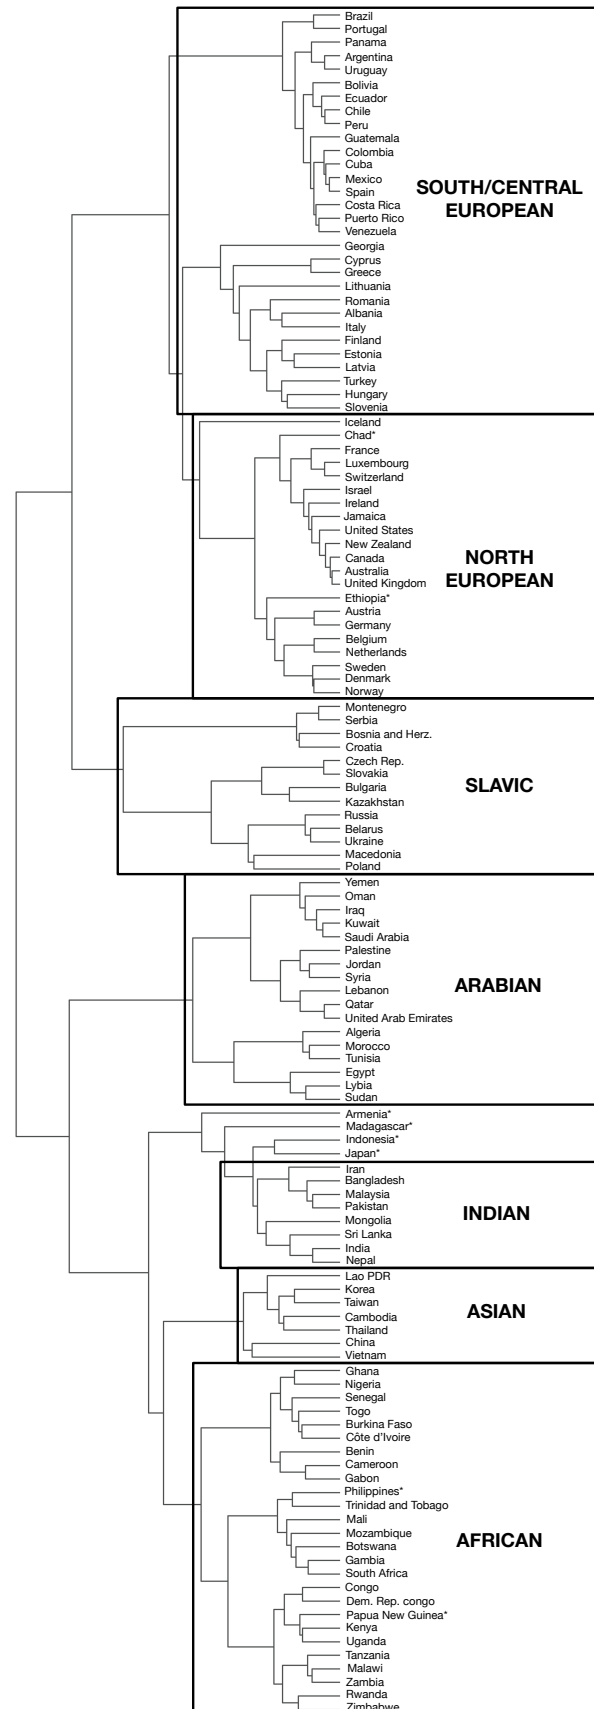 Brazil
Portugal
Panama
Argentina
Uruguay
Bolivia
Ecuador
Chile
Peru
Guatemala
Colombia
Cuba
Mexico
Spain
Costa Rica
Puerto Rico
Venezuela
SOUTH/CENTRAL
EUROPEAN
Georgia
Cyprus
Greece
Lithuania
Romania
Albania
Italy
Finland
Estonia
Latvia
Turkey
Hungary
Slovenia
Iceland
Chad*
France
Luxembourg
Switzerland
Israel
Ireland
Jamaica
United States
New Zealand
Canada
Australia
United Kingdom
NORTH
EUROPEAN
Ethiopia*
Austria
Germany
Belgium
Netherlands
Sweden
Denmark
Norway
Montenegro
Serbia
Bosnia and Herz.
Croatia
Czech Rep.
Slovakia
Bulgaria
Kazakhstan
SLAVIC
Russia
Belarus
Ukraine
Macedonia
Poland
Yemen
Oman
Iraq
Kuwait
Saudi Arabia
Palestine
Jordan
Syria
Lebanon
Qatar
United Arab Emirates
ARABIAN
Algeria
Morocco
Tunisia
Egypt
Lybia
Sudan
Armenia*
Madagascar*
Indonesia*
Japan*
Iran
Bangladesh
Malaysia
Pakistan
Mongolia
Sri Lanka
India
Nepal
INDIAN
Lao PDR
Korea
Taiwan
Cambodia
Thailand
China
Vietnam
ASIAN
Ghana
Nigeria
Senegal
Togo
Burkina Faso
Côte d'Ivoire
Benin
Cameroon
Gabon
Philippines*
Trinidad and Tobago
Mali
Mozambique
Botswana
Gambia
South Africa
AFRICAN
Congo
Dem. Rep. congo
Papua New Guinea*
Kenya
Uganda
Tanzania
Malawi
Zambia
Rwanda
Zimbabwe